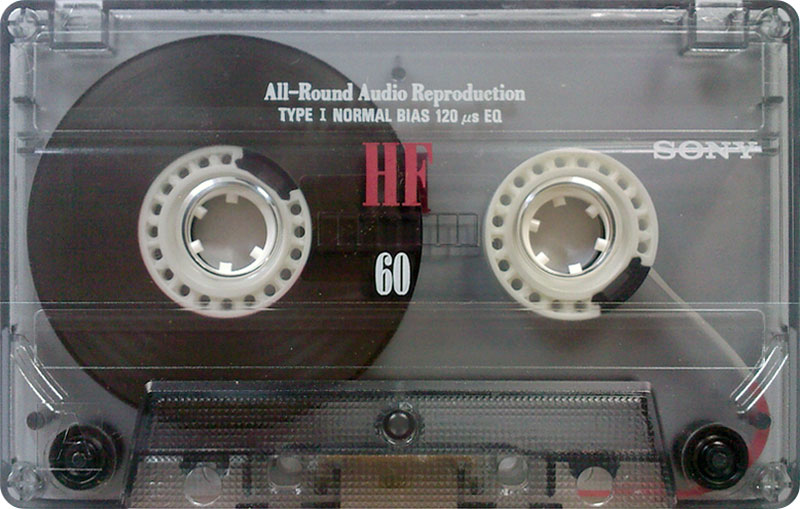 All-Round Audio Reproduction
TYPE I NORMAL BIAS 120 µs EQ
HF
SONY
60
A